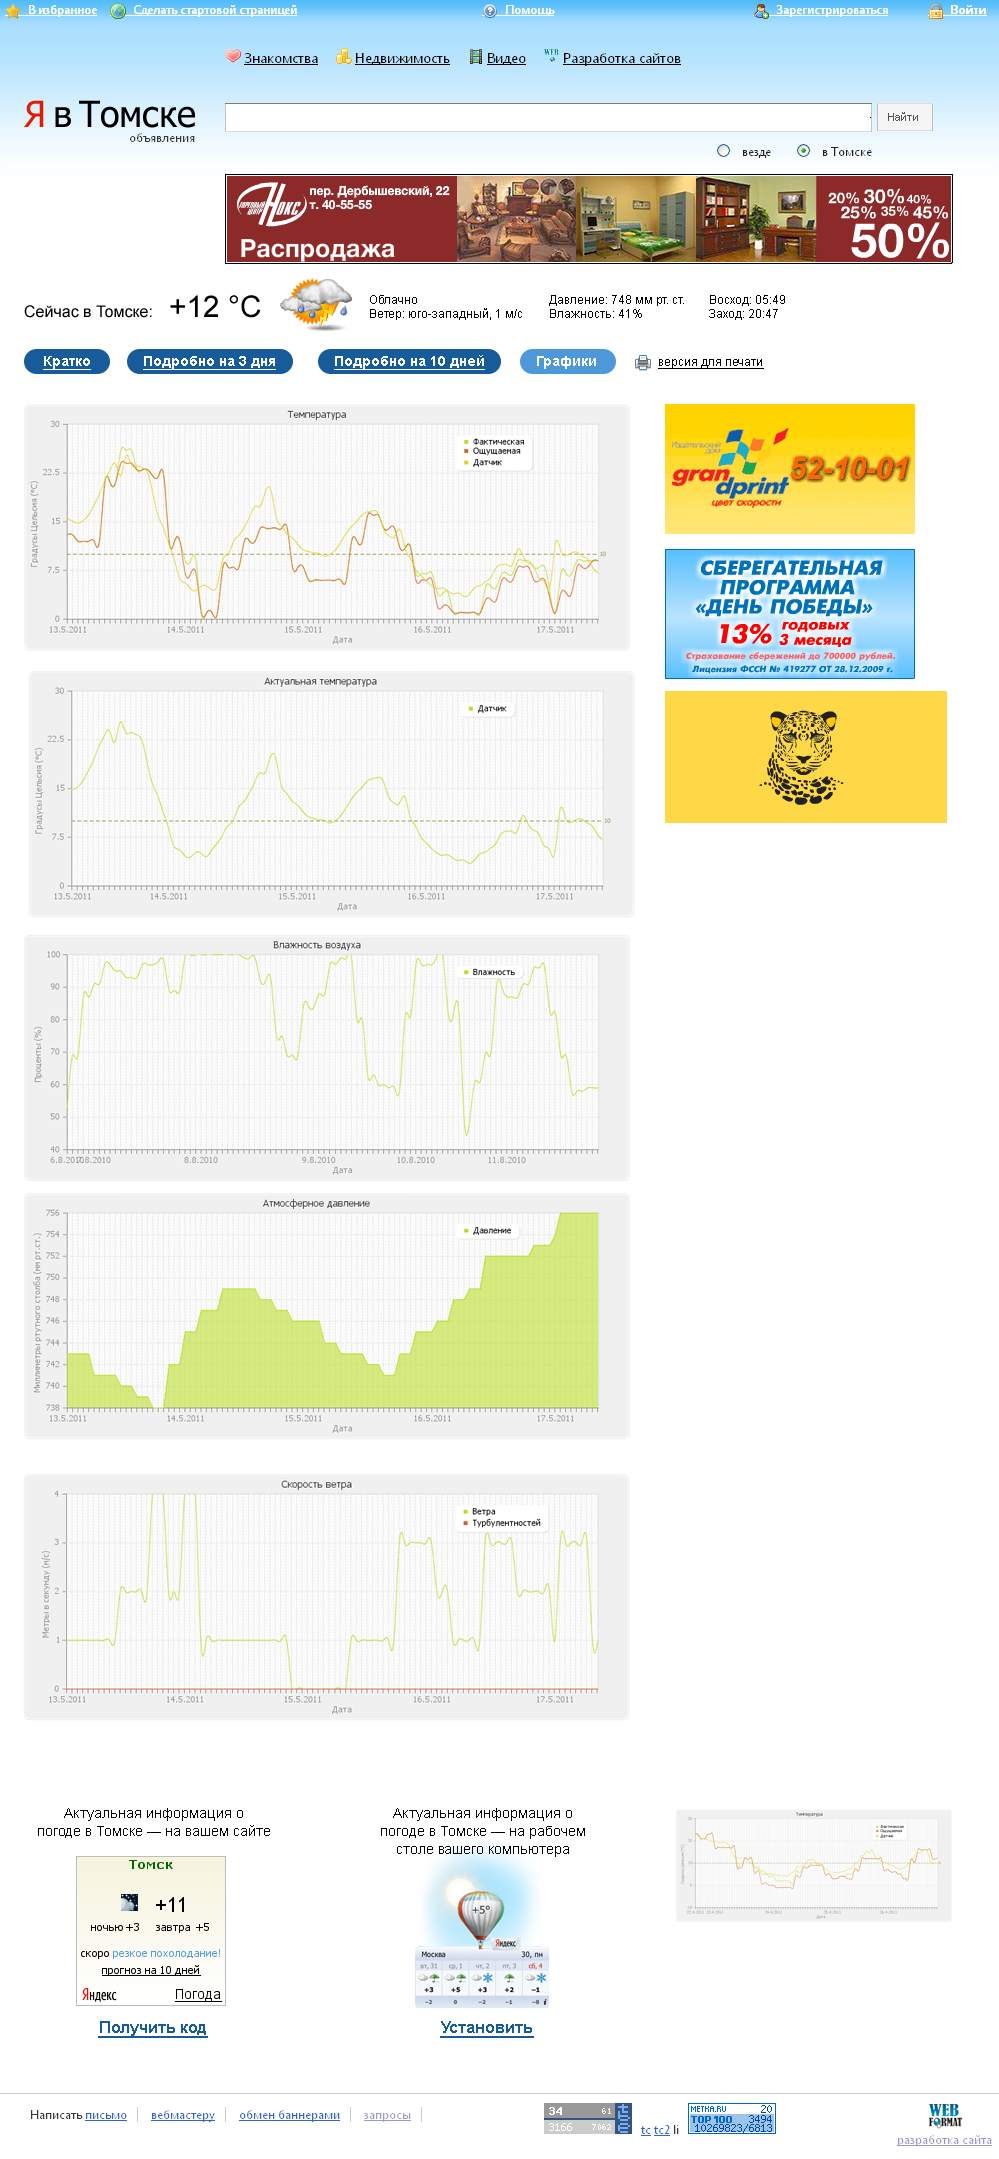 В избранное
Сделать стартовой страницей
Помощь
Зарегистрироваться
Войти
Знакомства
Недвижимость
WEB
Видео
Разработка сайтов
Я в Томске
объявления
Найти
везде
в Томске
торговый центр Нокс
пер. Дербышевский, 22
т. 40-55-55
Распродажа
20% 30% 40%
25% 35% 45%
50%
Сейчас в Томске:
+12 °C
Облачно
Ветер: юго-западный, 1 м/с
Давление: 748 мм рт. ст.
Влажность: 41%
Восход: 05:49
Заход: 20:47
Кратко
Подробно на 3 дня
Подробно на 10 дней
Графики
версия для печати
Температура
Градусы Цельсия (°C)
30
22.5
15
7.5
0
10
Фактическая
Ощущаемая
Датчик
13.5.2011 14.5.2011 15.5.2011 16.5.2011 17.5.2011
Дата
Издательский дом
grandprint
цвет скорости
52-10-01
СБЕРЕГАТЕЛЬНАЯ
ПРОГРАММА
«ДЕНЬ ПОБЕДЫ»
13% годовых
3 месяца
Страхование сбережений до 700000 рублей.
Лицензия ФССН № 419277 ОТ 28.12.2009 г.
Актуальная температура
Градусы Цельсия (°C)
30
22.5
15
7.5
0
10
Датчик
13.5.2011 14.5.2011 15.5.2011 16.5.2011 17.5.2011
Дата
Влажность воздуха
Проценты (%)
100
90
80
70
60
50
40
Влажность
6.8.2010 7.8.2010 8.8.2010 9.8.2010 10.8.2010 11.8.2010
Дата
Атмосферное давление
Миллиметры ртутного столба (мм рт.ст.)
756
754
752
750
748
746
744
742
740
738
Давление
13.5.2011 14.5.2011 15.5.2011 16.5.2011 17.5.2011
Дата
Скорость ветра
Метры в секунду (м/с)
4
3
2
1
0
Ветра
Турбулентностей
13.5.2011 14.5.2011 15.5.2011 16.5.2011 17.5.2011
Дата
Актуальная информация о
погоде в Томске — на вашем сайте
Томск
+11
ночью +3 завтра +5
скоро резкое похолодание!
прогноз на 10 дней
Яндекс Погода
Получить код
Актуальная информация о
погоде в Томске — на рабочем
столе вашего компьютера
+5°
Яндекс
Москва 30, пн
вт, 31 ср, 1 чт, 2 пт, 3 сб, 4
+3 +5 +3 +2 −1
−2 0 −2 −1 −8
Установить
Температура
Фактическая
Ощущаемая
Датчик
Дата
Написать письмо
вебмастеру
обмен баннерами
запросы
34 61
3166 7062
tomsk
tc tc2 li
METKA.RU 20
TOP 100 3494
10269823/6813
WEB
FORMAT
разработка сайта